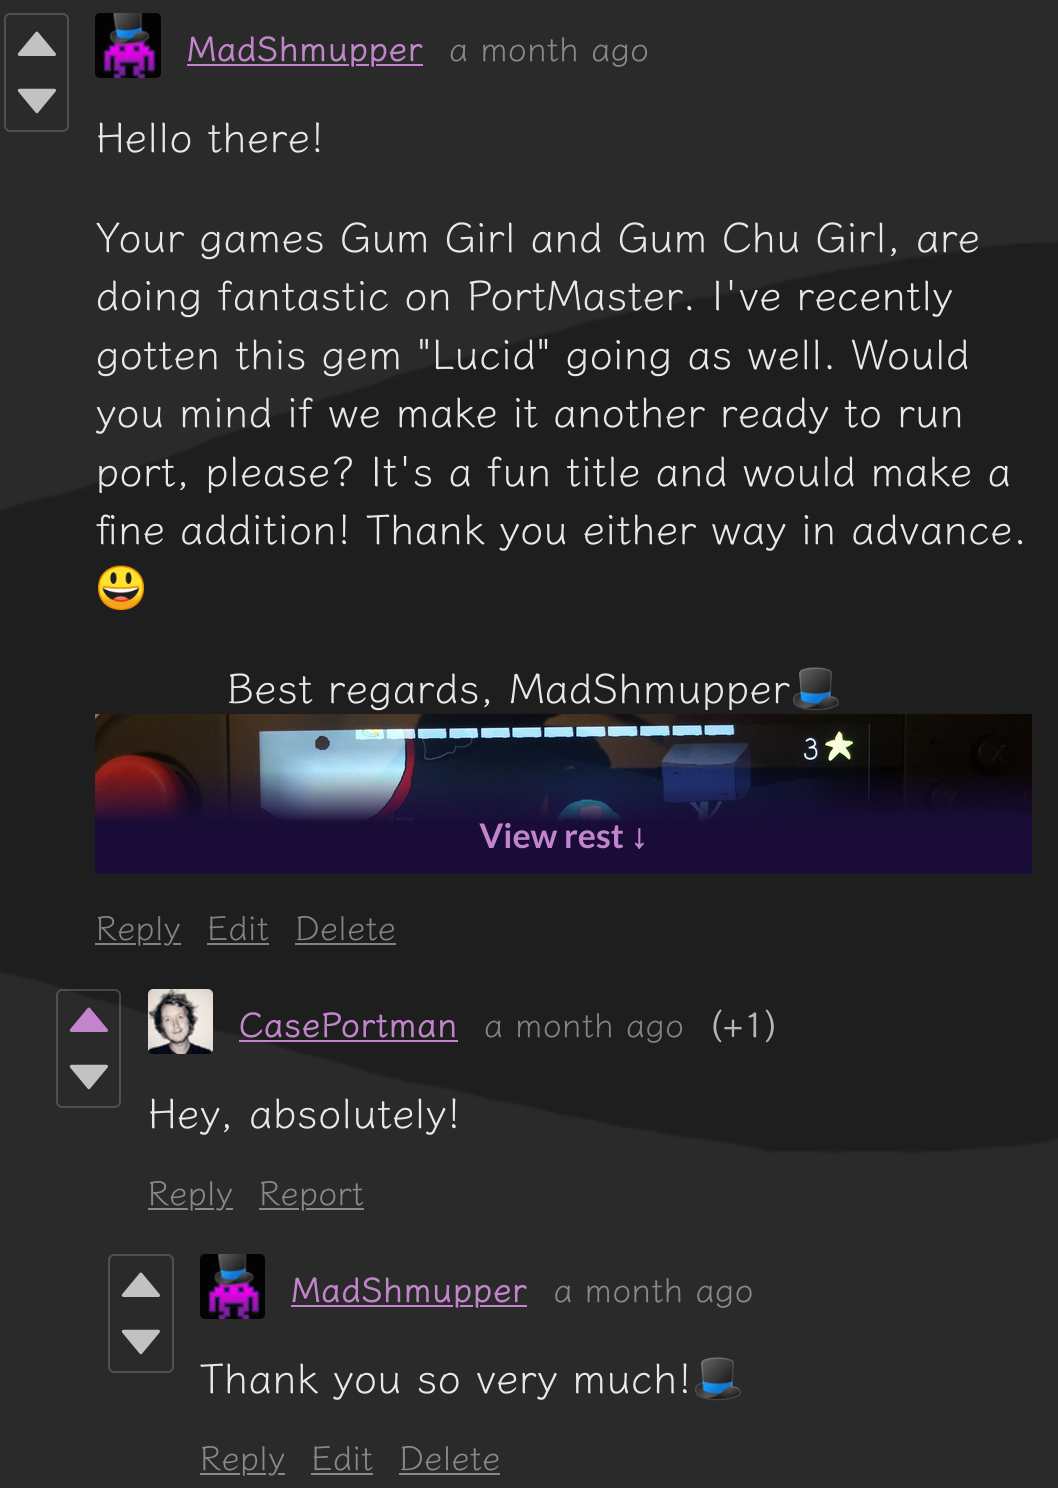 MadShmupper a month ago
Hello there!
Your games Gum Girl and Gum Chu Girl, are
doing fantastic on PortMaster. I've recently
gotten this gem "Lucid" going as well. Would
you mind if we make it another ready to run
port, please? It's a fun title and would make a
fine addition! Thank you either way in advance.
😃
Best regards, MadShmupper🎩
3
View rest ↓
Reply Edit Delete
CasePortman a month ago (+1)
Hey, absolutely!
Reply Report
MadShmupper a month ago
Thank you so very much!🎩
Reply Edit Delete